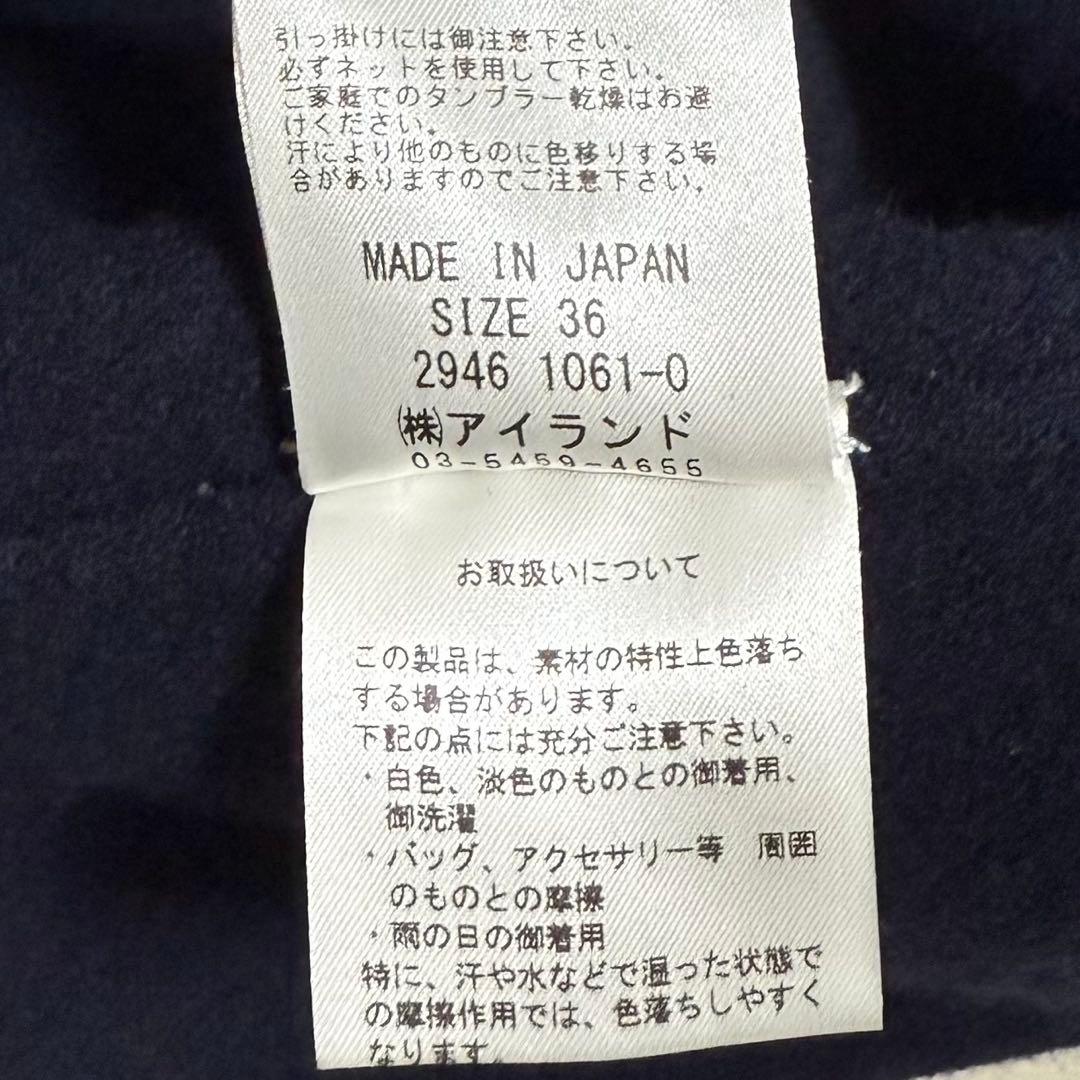 引っ掛けには御注意下さい。
必ずネットを使用して下さい。
ご家庭でのタンブラー乾燥はお避
けください。
汗により他のものに色移りする場
合がありますのでご注意下さい。
MADE IN JAPAN
SIZE 36
2946 1061-0
㈱アイランド
03-5459-4655
お取扱いについて
この製品は、素材の特性上色落ち
する場合があります。
下記の点には充分ご注意下さい。
・白色、淡色のものとの御着用、
御洗濯
・バッグ、アクセサリー等 周囲
のものとの摩擦
・雨の日の御着用
特に、汗や水などで湿った状態で
の摩擦作用では、色落ちしやすく
なります。